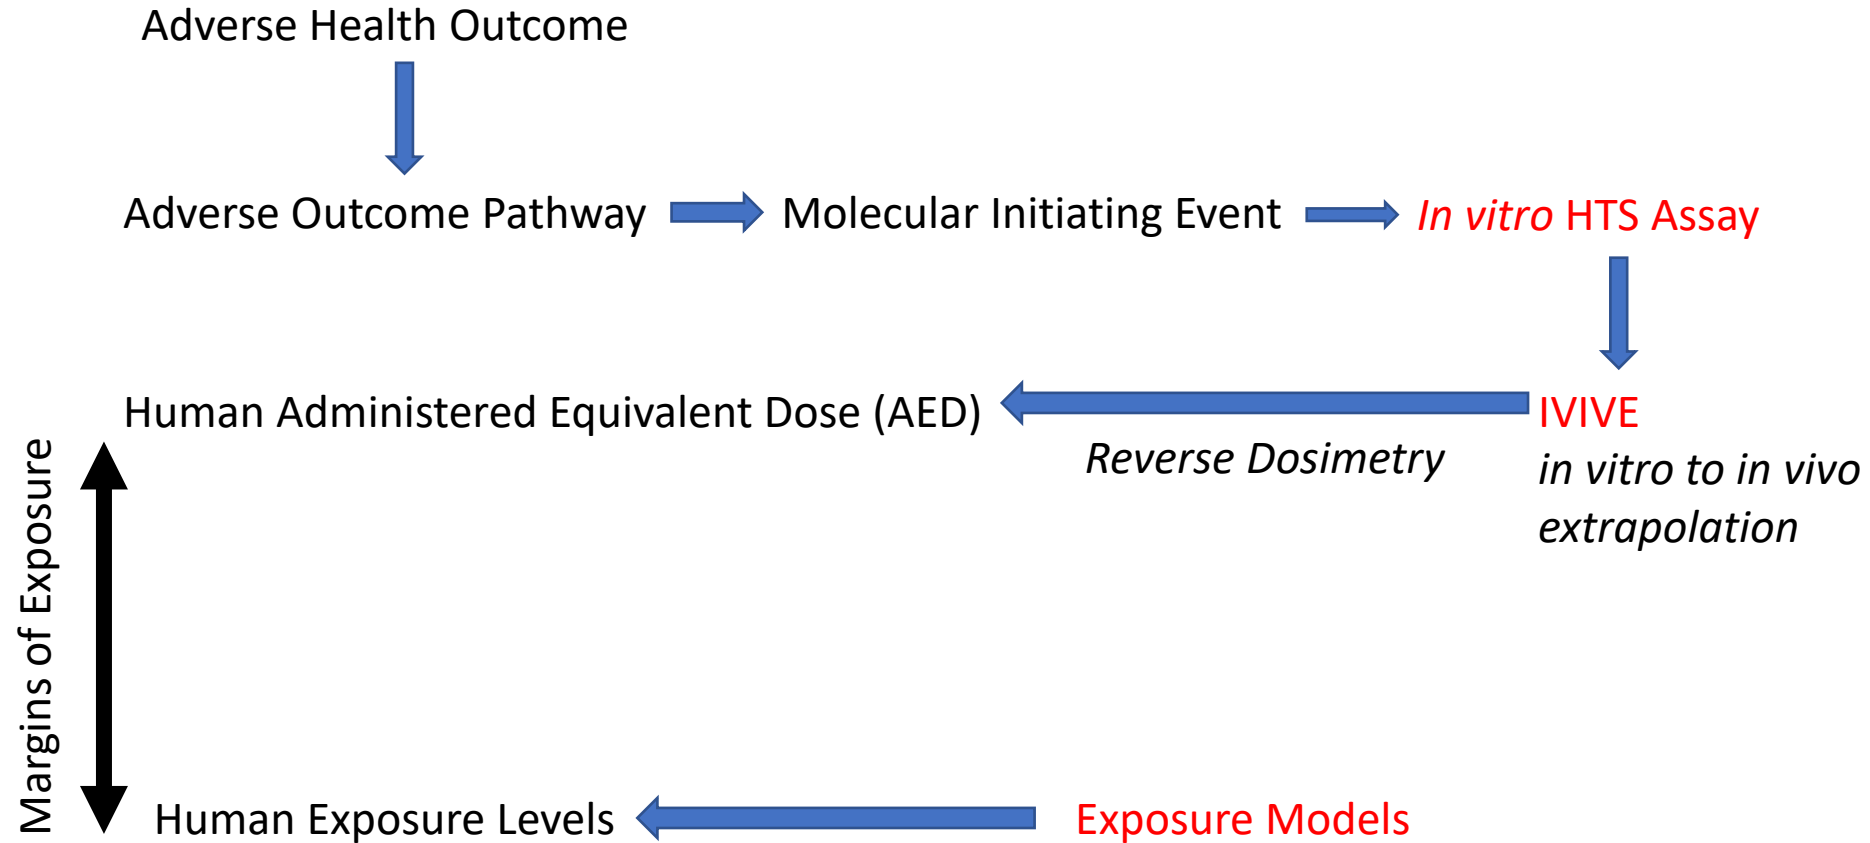 Adverse Health Outcome
Adverse Outcome Pathway
Molecular Initiating Event
In vitro HTS Assay
Human Administered Equivalent Dose (AED)
Reverse Dosimetry
IVIVE
in vitro to in vivo
extrapolation
Margins of Exposure
Human Exposure Levels
Exposure Models